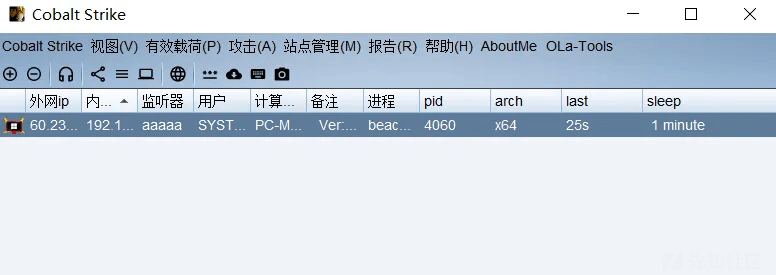 Cobalt Strike
Cobalt Strike 视图(V) 有效载荷(P) 攻击(A) 站点管理(M) 报告(R) 帮助(H) AboutMe OLa-Tools
外网ip 内... 监听器 用户 计算... 备注 进程 pid arch last sleep
60.23... 192.1... aaaaa SYST... PC-M... Ver:... beac... 4060 x64 25s 1 minute